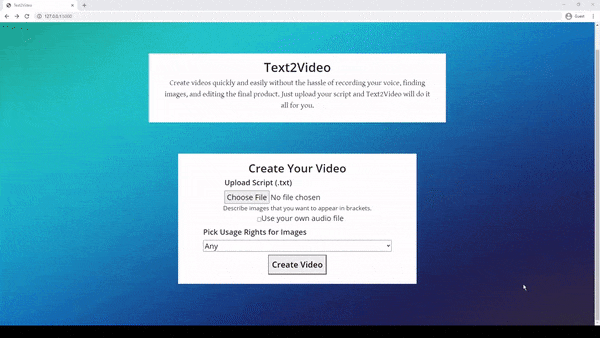 Text2Video
Guest
127.0.0.1:5000
Text2Video
Create videos quickly and easily without the hassle of recording your voice, finding
images, and editing the final product. Just upload your script and Text2Video will do it
all for you.
Create Your Video
Upload Script (.txt)
Choose File No file chosen
Describe images that you want to appear in brackets.
Use your own audio file
Pick Usage Rights for Images
Any
Create Video